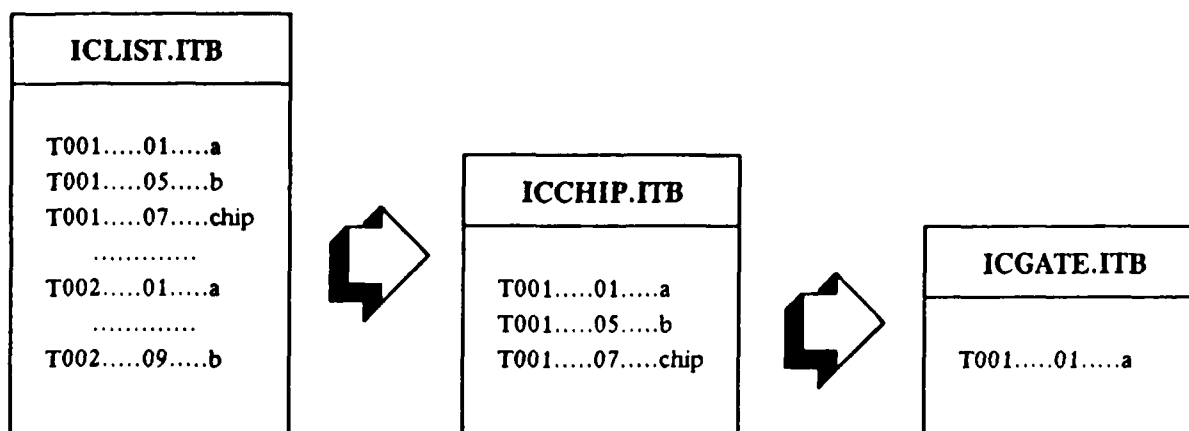 ICLIST.ITB
T001.....01.....a
T001.....05.....b
T001.....07.....chip
.............
T002.....01.....a
.............
T002.....09.....b
ICCHIP.ITB
T001.....01.....a
T001.....05.....b
T001.....07.....chip
ICGATE.ITB
T001.....01.....a